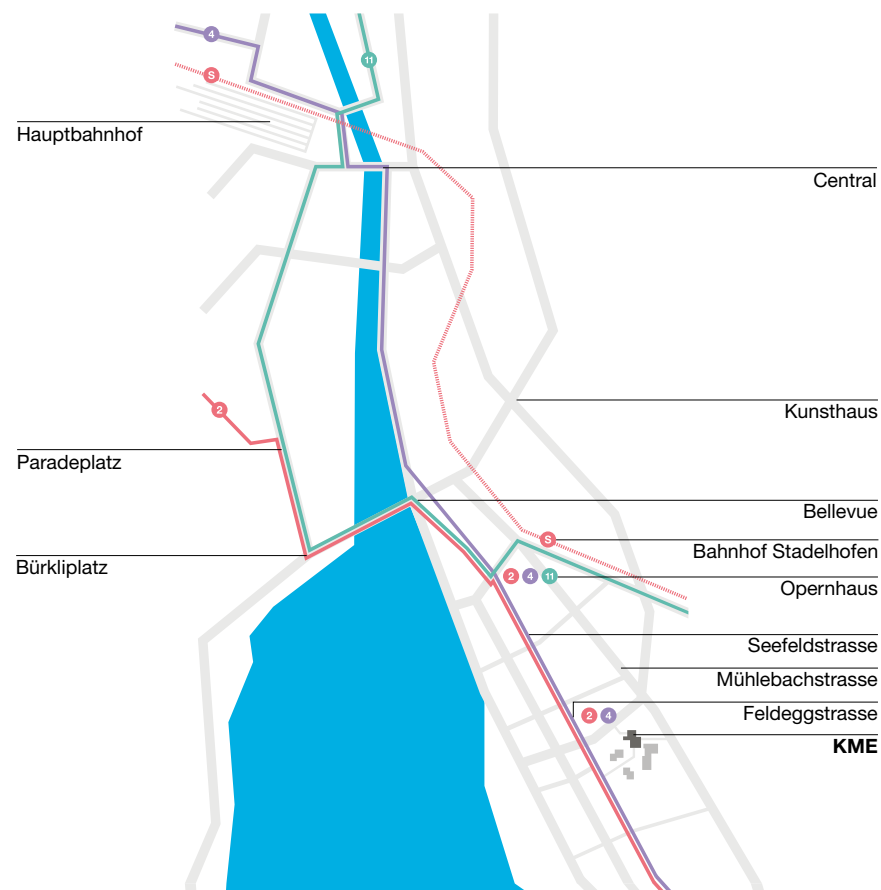 4
11
S
Hauptbahnhof
Central
2
Kunsthaus
Paradeplatz
Bellevue
S
Bahnhof Stadelhofen
Bürkliplatz
2 4 11
Opernhaus
Seefeldstrasse
Mühlebachstrasse
2 4
Feldeggstrasse
KME